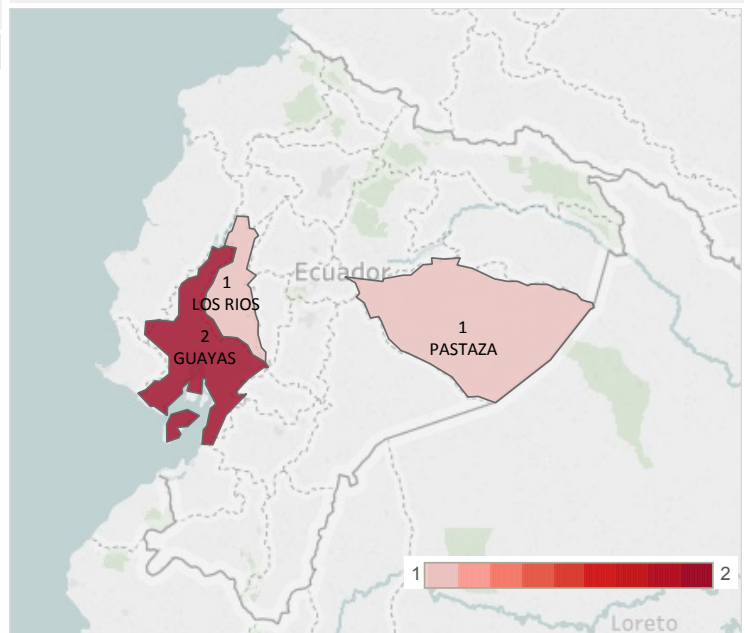 Ecuador
1
LOS RIOS
2
GUAYAS
1
PASTAZA
1
2
Loreto